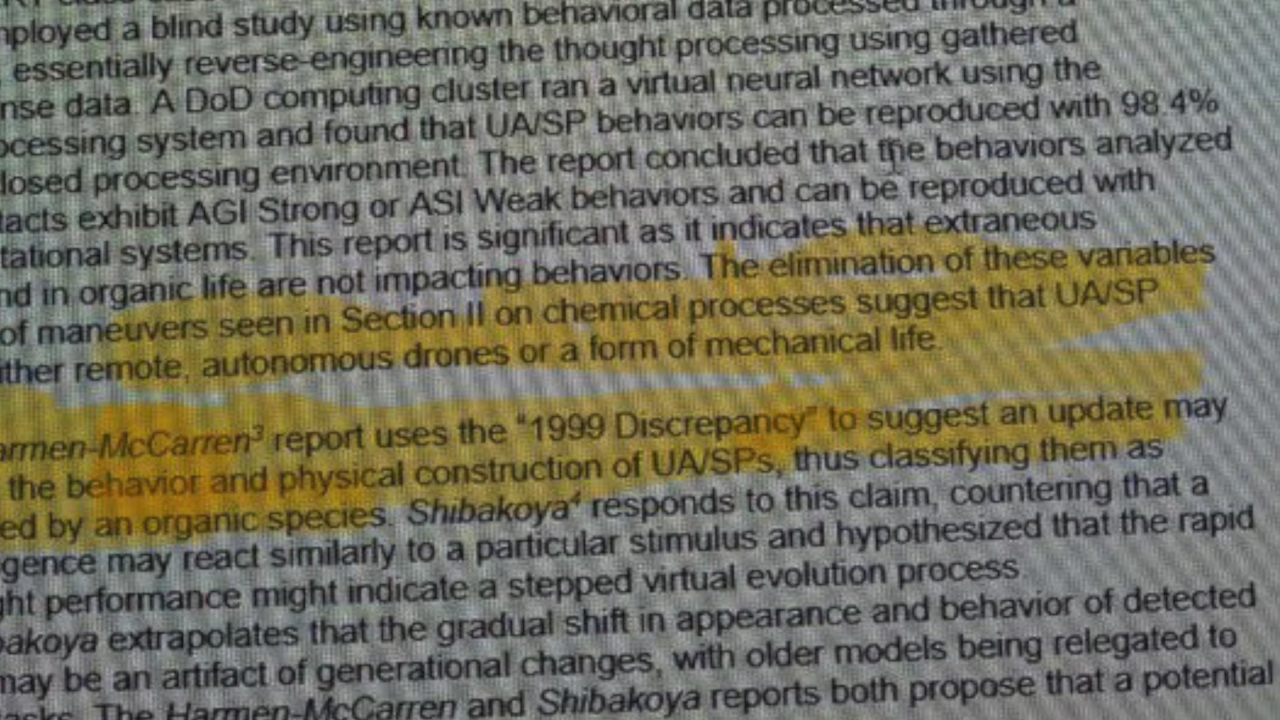 mployed a blind study using known behavioral data processed through a
essentially reverse-engineering the thought processing using gathered
nse data. A DoD computing cluster ran a virtual neural network using the
ocessing system and found that UA/SP behaviors can be reproduced with 98.4%
losed processing environment. The report concluded that the behaviors analyzed
tacts exhibit AGI Strong or ASI Weak behaviors and can be reproduced with
tational systems. This report is significant as it indicates that extraneous
nd in organic life are not impacting behaviors. The elimination of these variables
of maneuvers seen in Section II on chemical processes suggest that UA/SP
ither remote, autonomous drones or a form of mechanical life.
armen-McCarren³ report uses the "1999 Discrepancy" to suggest an update may
the behavior and physical construction of UA/SPs, thus classifying them as
ed by an organic species. Shibakoya⁴ responds to this claim, countering that a
gence may react similarly to a particular stimulus and hypothesized that the rapid
ght performance might indicate a stepped virtual evolution process.
bakoya extrapolates that the gradual shift in appearance and behavior of detected
may be an artifact of generational changes, with older models being relegated to
asks. The Harmen-McCarren and Shibakoya reports both propose that a potential